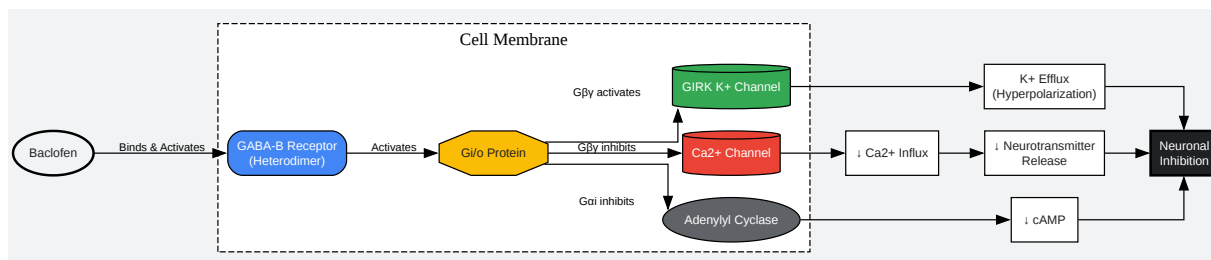 Cell Membrane
Baclofen
Binds & Activates
GABA-B Receptor
(Heterodimer)
Activates
Gi/o Protein
Gβγ activates
GIRK K+ Channel
K+ Efflux
(Hyperpolarization)
Gβγ inhibits
Ca2+ Channel
↓ Ca2+ Influx
↓ Neurotransmitter
Release
Neuronal
Inhibition
Gαi inhibits
Adenylyl Cyclase
↓ cAMP